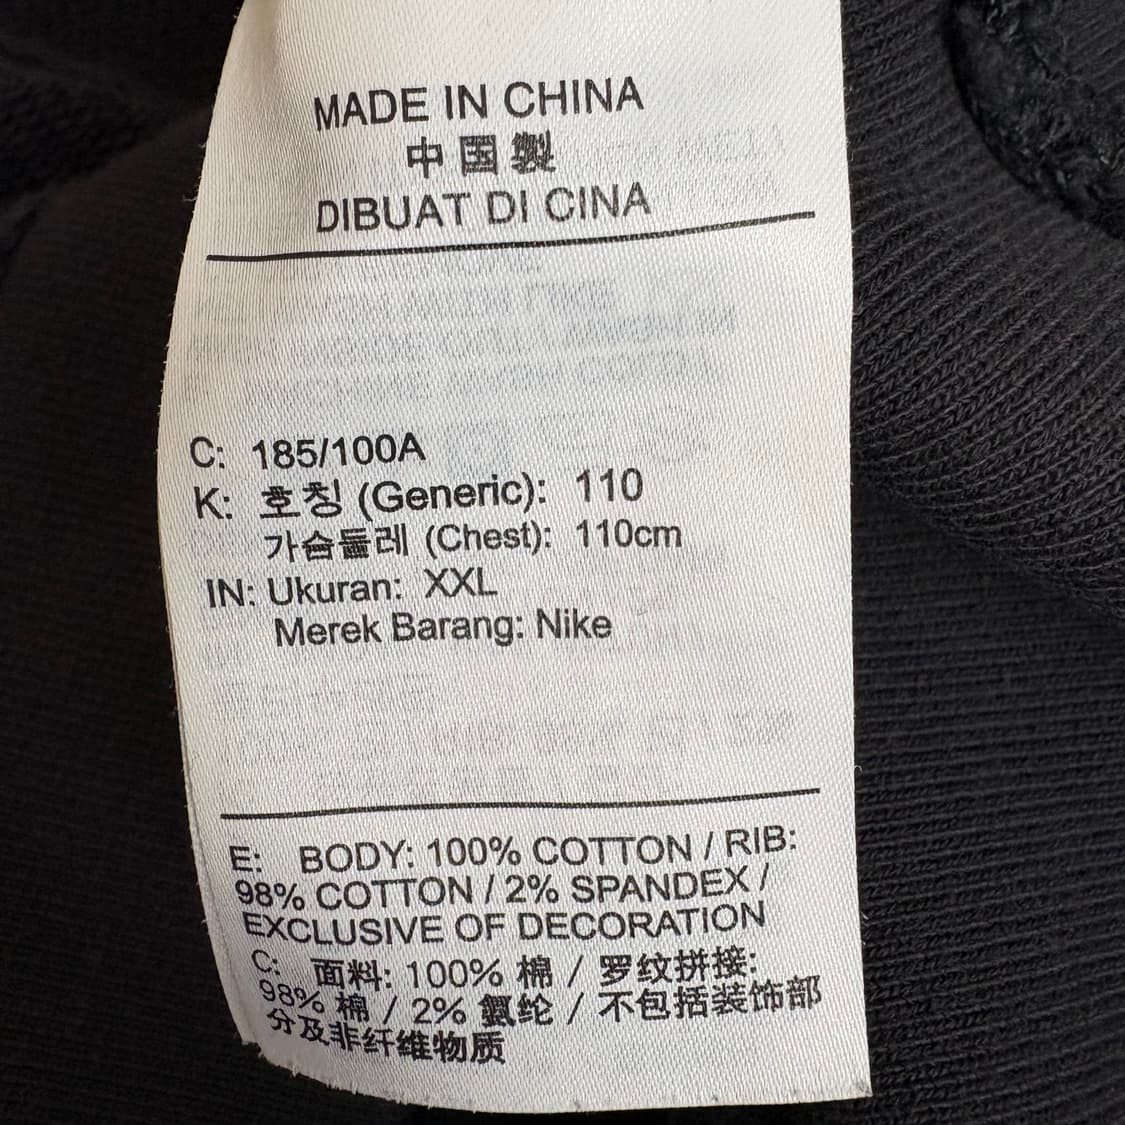 MADE IN CHINA
中国製
DIBUAT DI CINA
C: 185/100A
K: 호칭 (Generic): 110
가슴둘레 (Chest): 110cm
IN: Ukuran: XXL
Merek Barang: Nike
E: BODY: 100% COTTON / RIB:
98% COTTON / 2% SPANDEX /
EXCLUSIVE OF DECORATION
C: 面料: 100% 棉 / 罗纹拼接:
98% 棉 / 2% 氨纶 / 不包括装饰部
分及非纤维物质